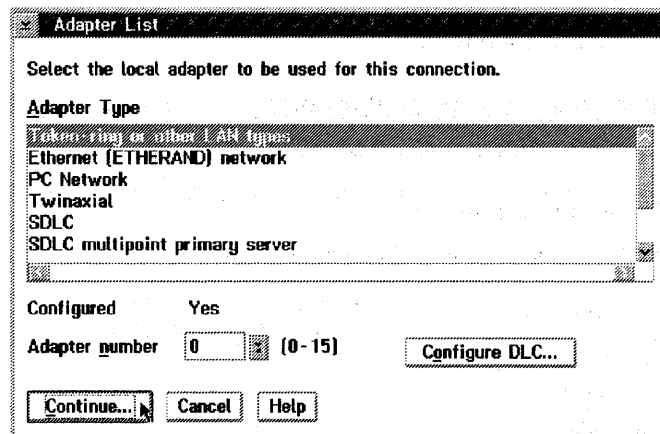 Adapter List
Select the local adapter to be used for this connection.
Adapter Type
Token-ring or other LAN types
Ethernet (ETHERAND) network
PC Network
Twinaxial
SDLC
SDLC multipoint primary server
Configured Yes
Adapter number 0 (0-15) Configure DLC...
Continue... Cancel Help